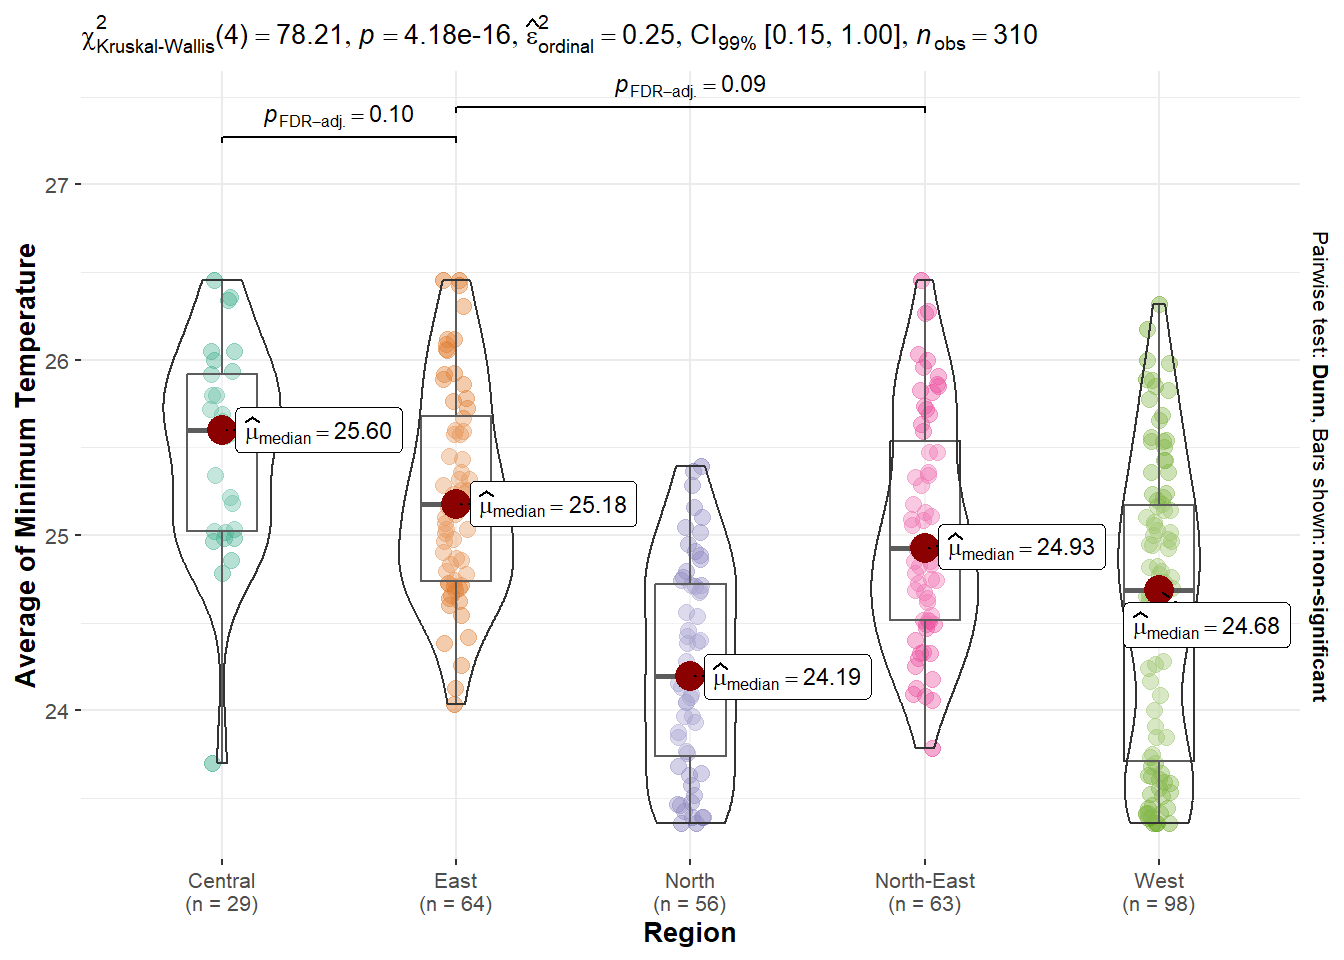 χ²Kruskal-Wallis(4) = 78.21, p = 4.18e-16, ε̂²ordinal = 0.25, CI99% [0.15, 1.00], nobs = 310
pFDR–adj. = 0.09
pFDR–adj. = 0.10
27
26
25
24
Average of Minimum Temperature
μ̂median = 25.60
μ̂median = 25.18
μ̂median = 24.19
μ̂median = 24.93
μ̂median = 24.68
Pairwise test: Dunn, Bars shown: non-significant
Central
(n = 29)
East
(n = 64)
North
(n = 56)
North-East
(n = 63)
West
(n = 98)
Region